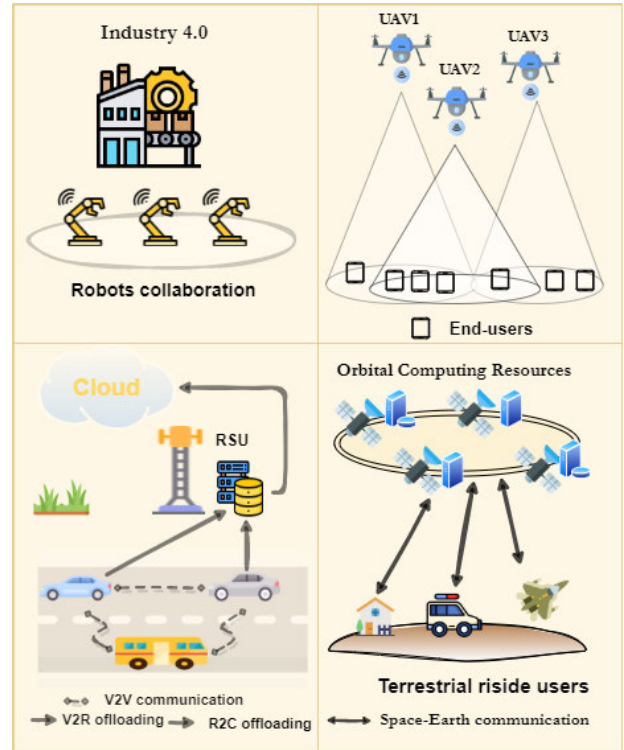 Industry 4.0
Robots collaboration
UAV1
UAV2
UAV3
End-users
Cloud
RSU
V2V communication
V2R oflloading
R2C offloading
Orbital Computing Resources
Terrestrial riside users
Space-Earth communication